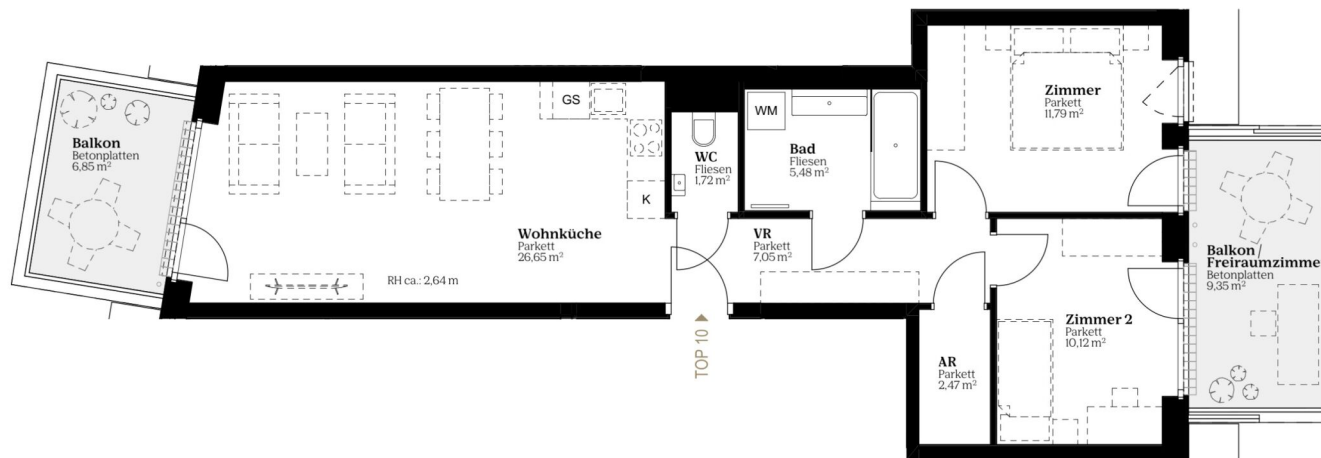 Balkon
Betonplatten
6,85 m²
Wohnküche
Parkett
26,65 m²
RH ca.: 2,64 m
GS
K
WC
Fliesen
1,72 m²
WM
Bad
Fliesen
5,48 m²
VR
Parkett
7,05 m²
TOP 10
Zimmer
Parkett
11,79 m²
AR
Parkett
2,47 m²
Zimmer 2
Parkett
10,12 m²
Balkon
Freiraumzimme
Betonplatten
9,35 m²